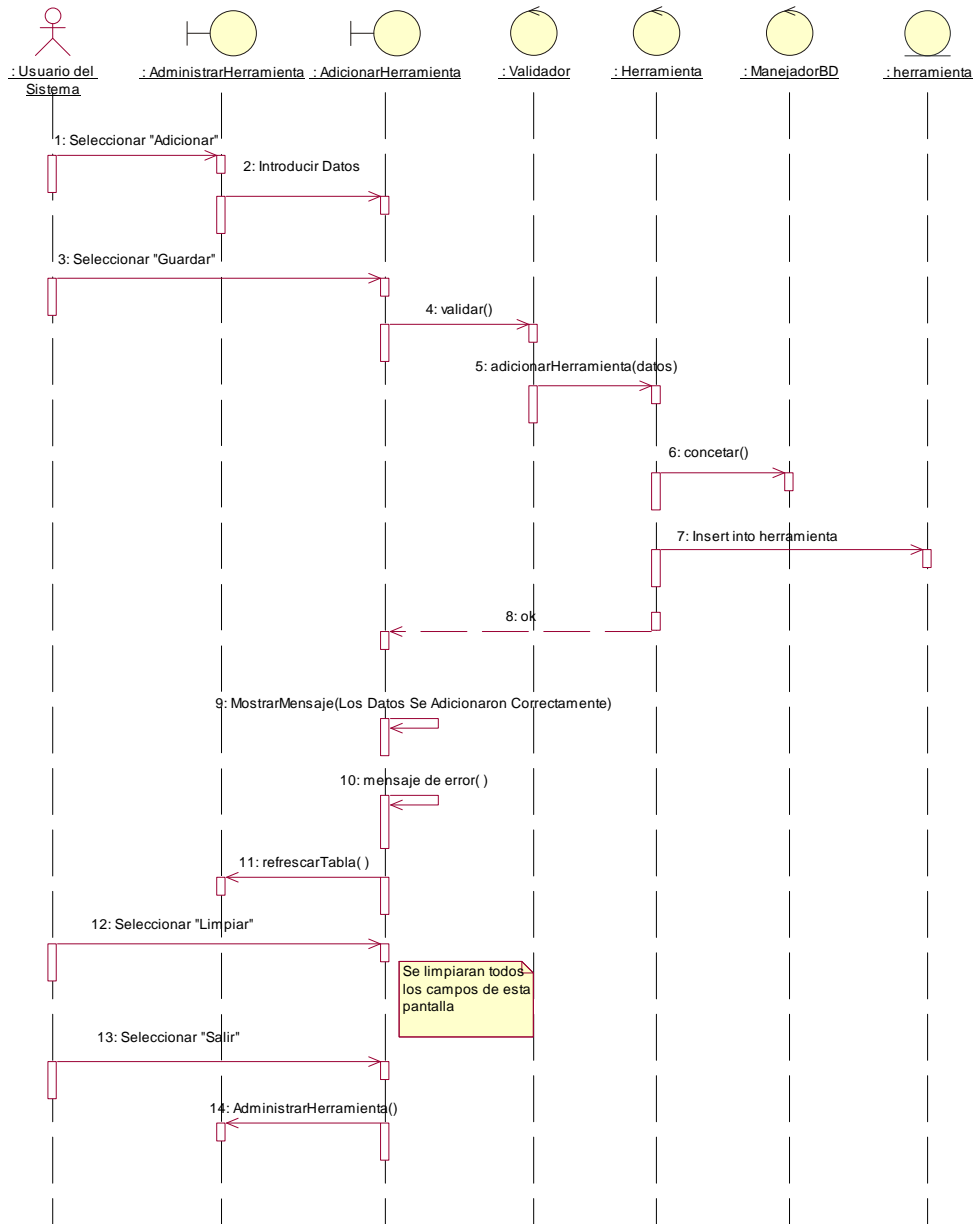 : Usuario del
Sistema
: AdministrarHerramienta
: AdicionarHerramienta
: Validador
: Herramienta
: ManejadorBD
: herramienta
1: Seleccionar "Adicionar"
2: Introducir Datos
3: Seleccionar "Guardar"
4: validar()
5: adicionarHerramienta(datos)
6: concetar()
7: Insert into herramienta
8: ok
9: MostrarMensaje(Los Datos Se Adicionaron Correctamente)
10: mensaje de error( )
11: refrescarTabla( )
12: Seleccionar "Limpiar"
Se limpiaran todos
los campos de esta
pantalla
13: Seleccionar "Salir"
14: AdministrarHerramienta()